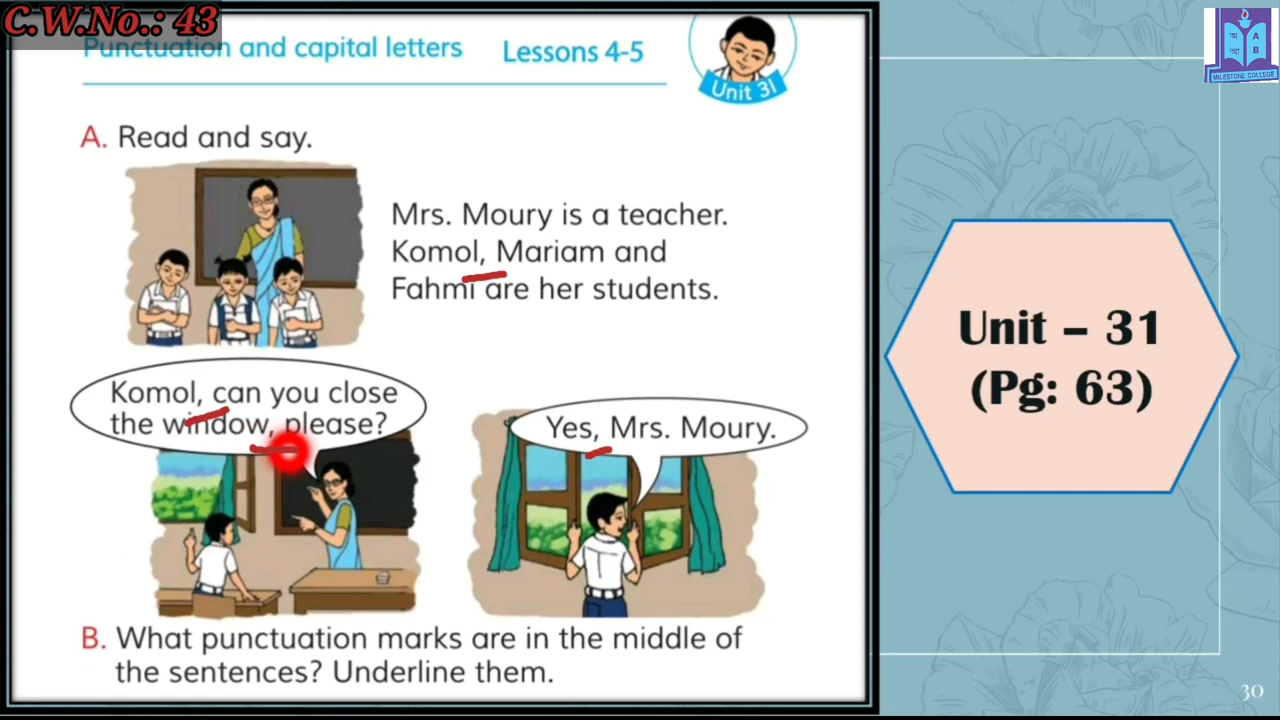 C.W.No.: 43
Punctuation and capital letters
Lessons 4-5
Unit 31
A. Read and say.
Mrs. Moury is a teacher.
Komol, Mariam and
Fahmi are her students.
Komol, can you close
the window, please?
Yes, Mrs. Moury.
B. What punctuation marks are in the middle of
the sentences? Underline them.
Unit – 31
(Pg: 63)
অ A
আ B
MILESTONE COLLEGE
30